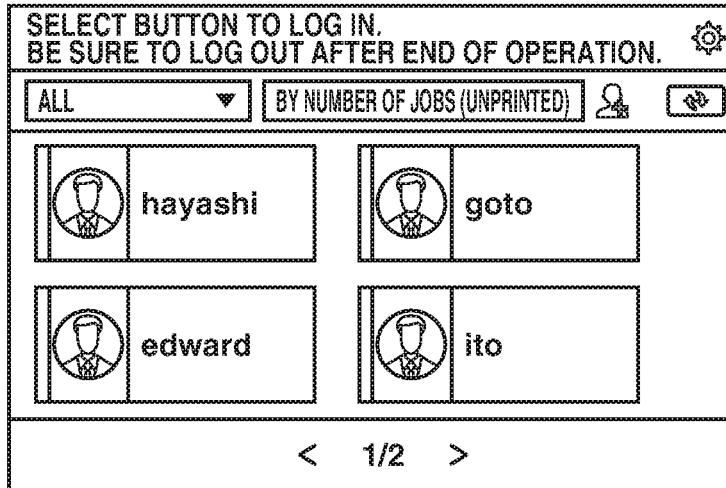 SELECT BUTTON TO LOG IN.
BE SURE TO LOG OUT AFTER END OF OPERATION.
ALL ▼ BY NUMBER OF JOBS (UNPRINTED)
hayashi goto
edward ito
< 1/2 >